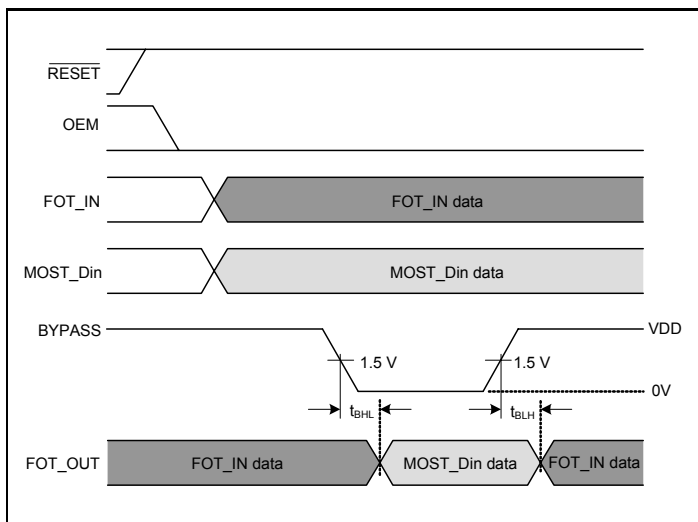 RESET
OEM
FOT_IN
FOT_IN data
MOST_Din
MOST_Din data
BYPASS
VDD
1.5 V
1.5 V
0V
tBHL
tBLH
FOT_OUT
FOT_IN data
MOST_Din data
FOT_IN data